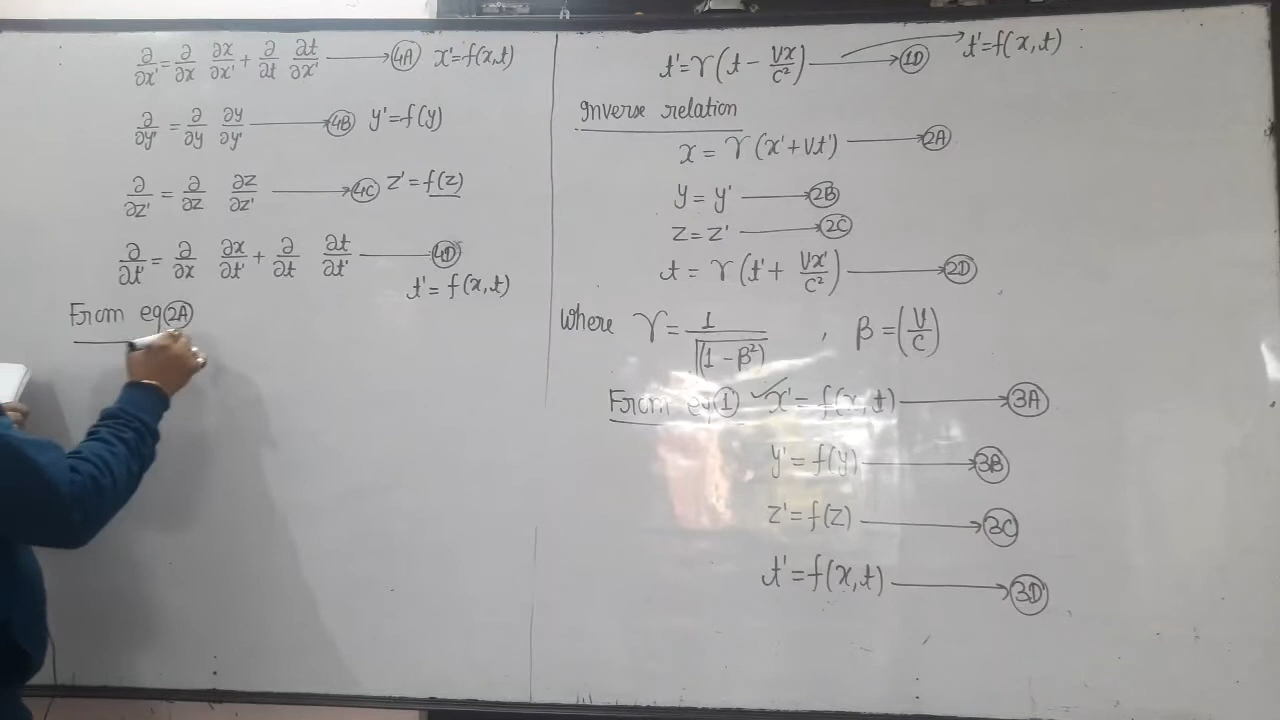 ∂/∂x' = ∂/∂x ∂x/∂x' + ∂/∂t ∂t/∂x' ⟶ (4A) x' = f(x,t)
∂/∂y' = ∂/∂y ∂y/∂y' ⟶ (4B) y' = f(y)
∂/∂z' = ∂/∂z ∂z/∂z' ⟶ (4C) z' = f(z)
∂/∂t' = ∂/∂x ∂x/∂t' + ∂/∂t ∂t/∂t' ⟶ (4D)
t' = f(x,t)
From eq (2A)
t' = γ(t - Vx/c²) ⟶ (1D) t' = f(x,t)
Inverse relation
x = γ(x' + Vt') ⟶ (2A)
y = y' ⟶ (2B)
z = z' ⟶ (2C)
t = γ(t' + Vx'/c²) ⟶ (2D)
Where γ = 1/√(1 - β²) , β = (V/C)
From eq (1) ✓ x' = f(x,t) ⟶ (3A)
y' = f(y) ⟶ (3B)
z' = f(z) ⟶ (3C)
t' = f(x,t) ⟶ (3D)